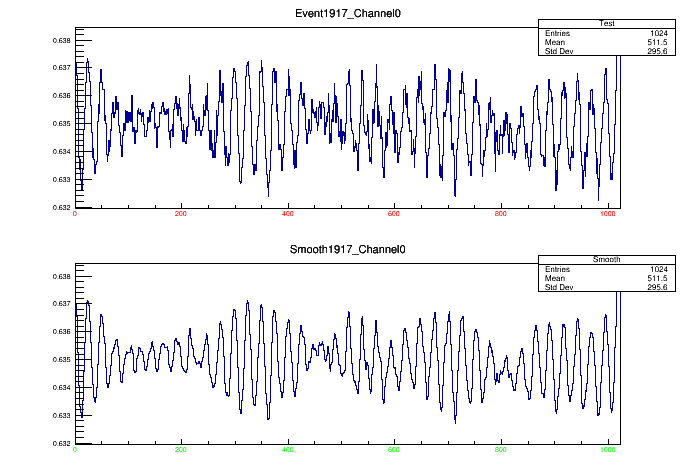 Event1917_Channel0
Test
Entries 1024
Mean 511.5
Std Dev 295.6
0.638
0.637
0.636
0.635
0.634
0.633
0.632
0 200 400 600 800 1000
Smooth1917_Channel0
Smooth
Entries 1024
Mean 511.5
Std Dev 295.6
0.638
0.637
0.636
0.635
0.634
0.633
0.632
0 200 400 600 800 1000